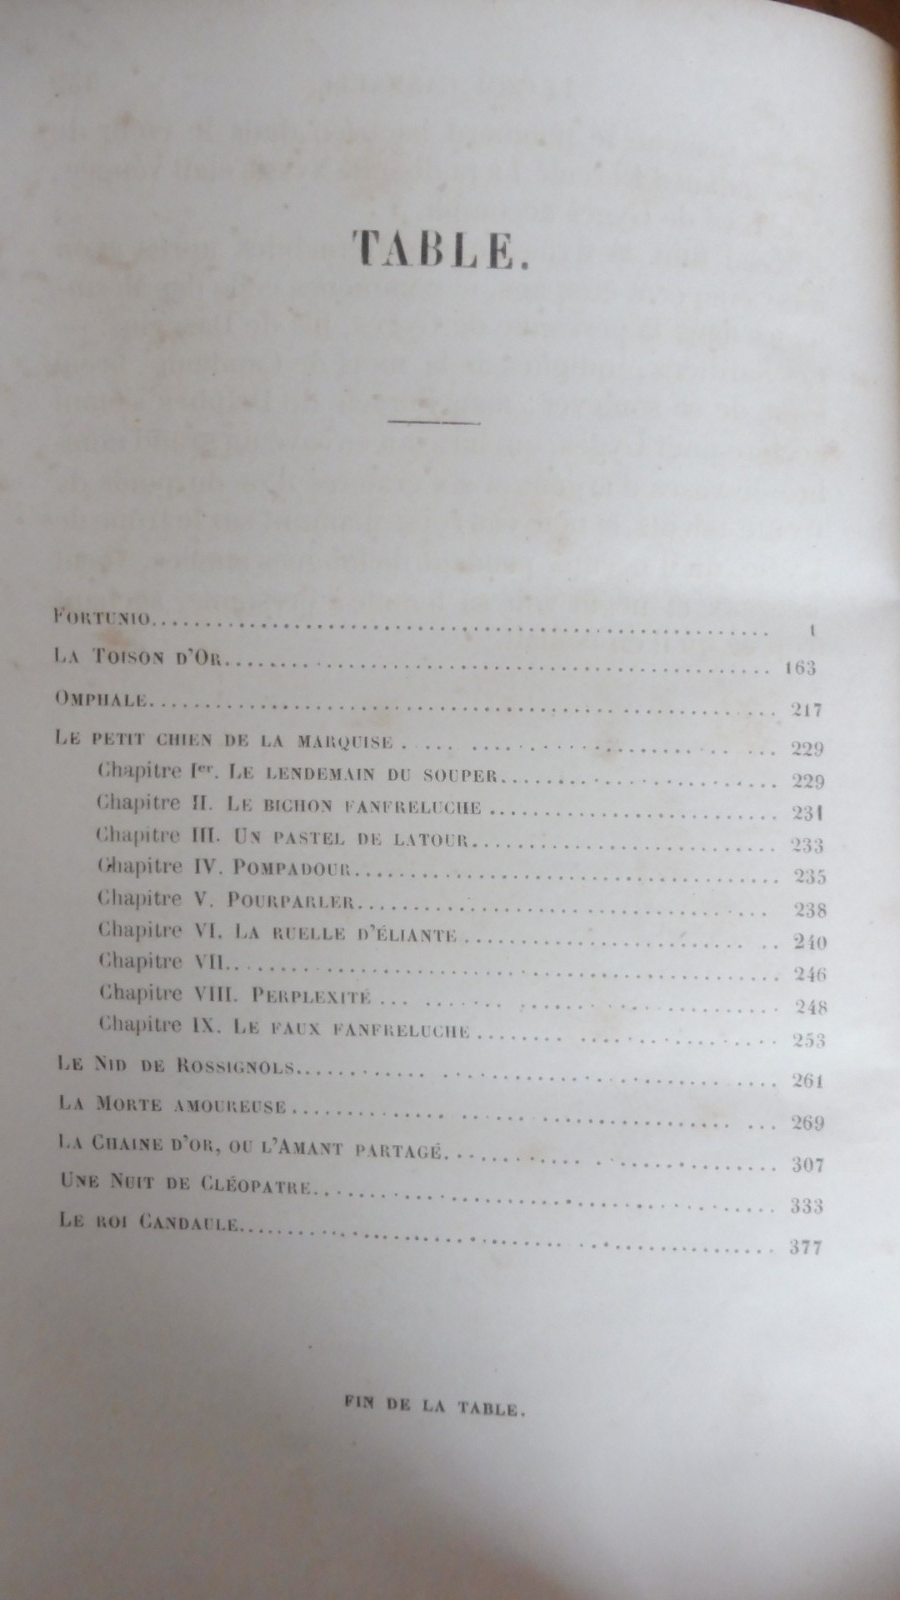 TABLE.
FORTUNIO.................................................. 1
LA TOISON D'OR.......................................... 163
OMPHALE.................................................. 217
LE PETIT CHIEN DE LA MARQUISE............................ 229
Chapitre Ier. LE LENDEMAIN DU SOUPER..................... 229
Chapitre II. LE BICHON FANFRELUCHE....................... 231
Chapitre III. UN PASTEL DE LATOUR........................ 233
Chapitre IV. POMPADOUR................................... 235
Chapitre V. POURPARLER................................... 238
Chapitre VI. LA RUELLE D'ÉLIANTE......................... 240
Chapitre VII............................................. 246
Chapitre VIII. PERPLEXITÉ................................ 248
Chapitre IX. LE FAUX FANFRELUCHE......................... 253
LE NID DE ROSSIGNOLS..................................... 261
LA MORTE AMOUREUSE....................................... 269
LA CHAINE D'OR, OU L'AMANT PARTAGÉ....................... 307
UNE NUIT DE CLÉOPATRE.................................... 333
LE ROI CANDAULE.......................................... 377
FIN DE LA TABLE.